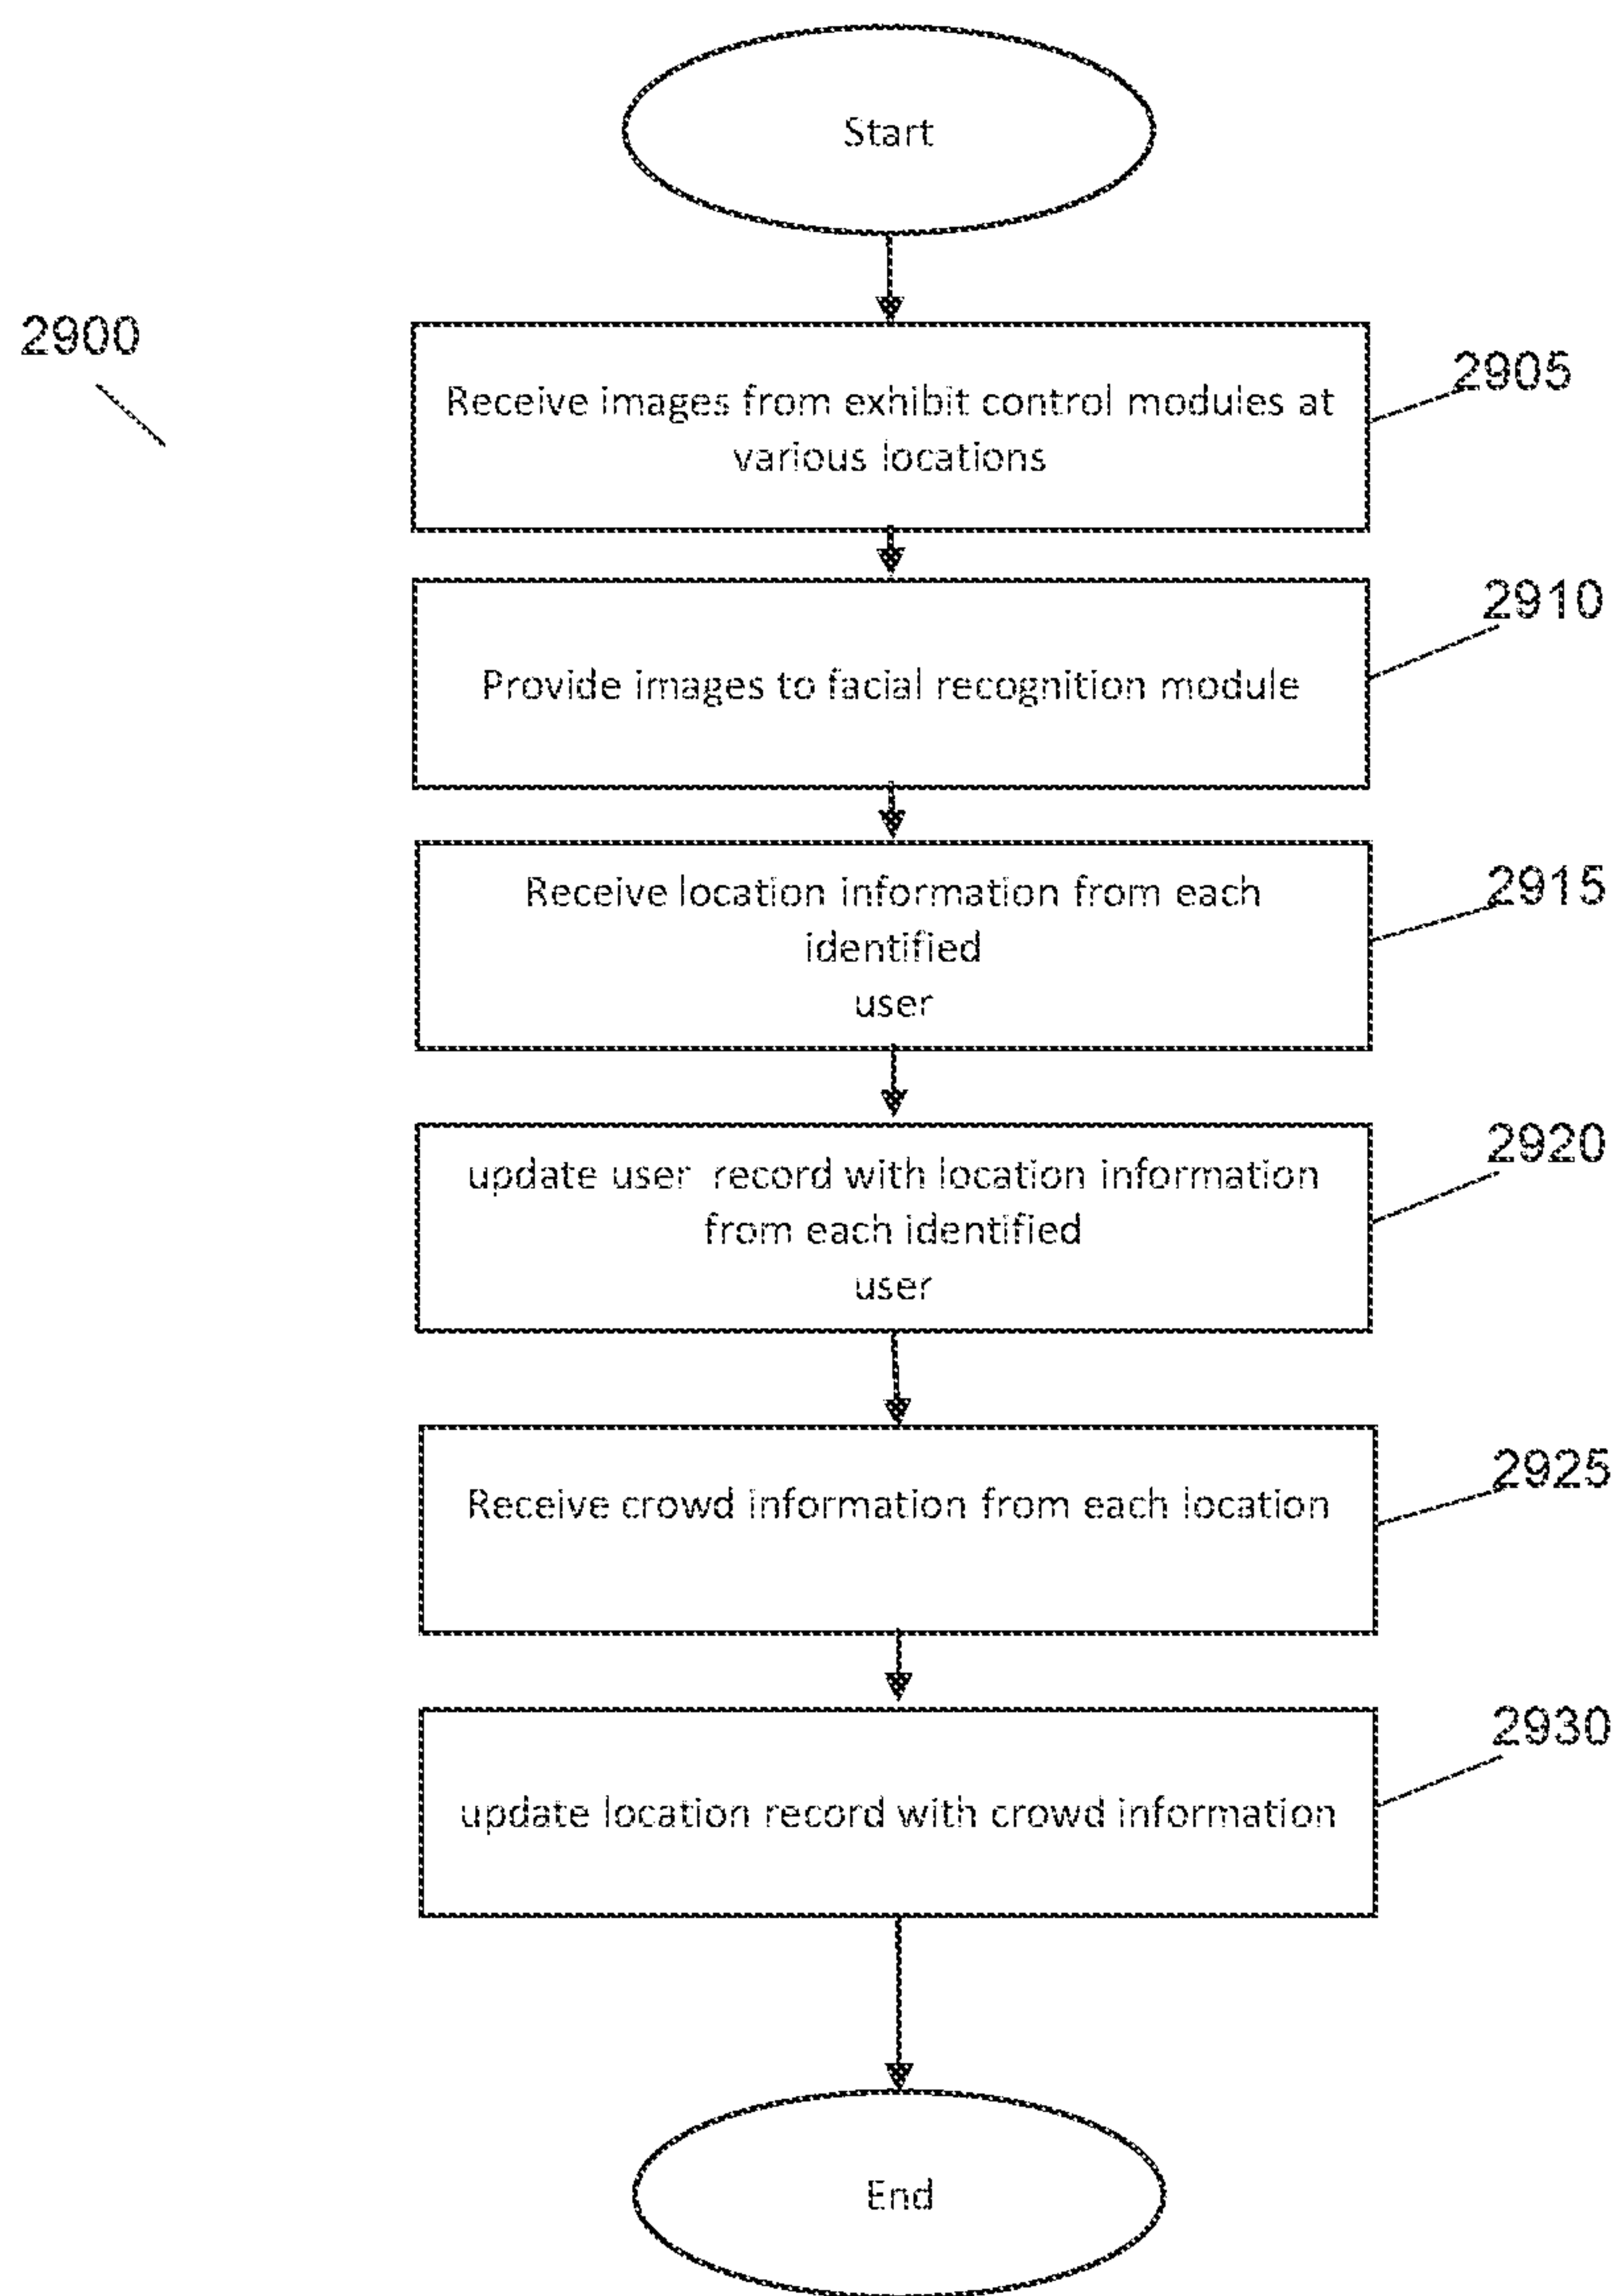 Start
2900
2905
Receive images from exhibit control modules at
various locations
2910
Provide images to facial recognition module
2915
Receive location information from each
identified
user
2920
update user record with location information
from each identified
user
2925
Receive crowd information from each location
2930
update location record with crowd information
End